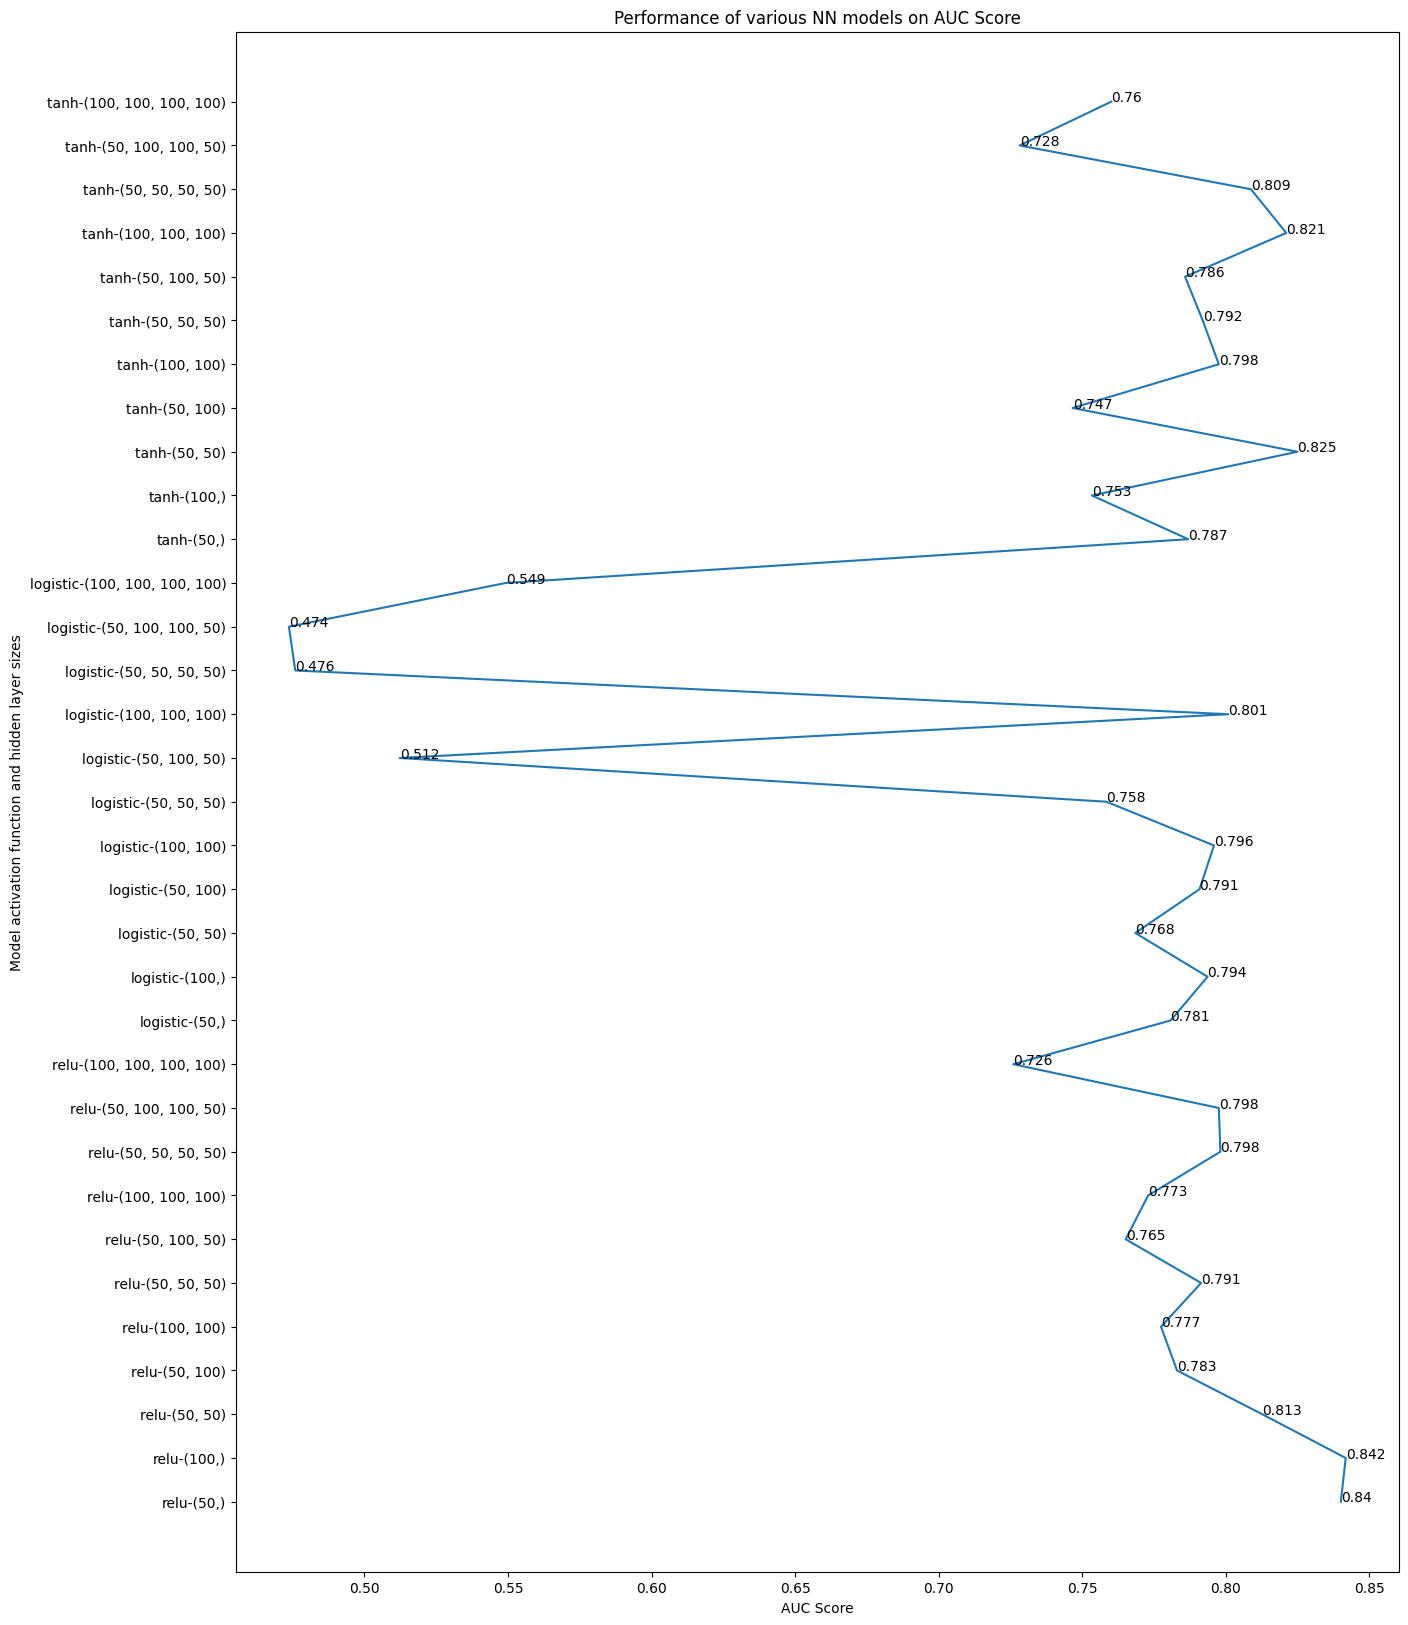 Performance of various NN models on AUC Score
tanh-(100, 100, 100, 100)
0.76
tanh-(50, 100, 100, 50)
0.728
tanh-(50, 50, 50, 50)
0.809
tanh-(100, 100, 100)
0.821
tanh-(50, 100, 50)
0.786
tanh-(50, 50, 50)
0.792
tanh-(100, 100)
0.798
tanh-(50, 100)
0.747
tanh-(50, 50)
0.825
tanh-(100,)
0.753
tanh-(50,)
0.787
logistic-(100, 100, 100, 100)
0.549
logistic-(50, 100, 100, 50)
0.474
logistic-(50, 50, 50, 50)
0.476
logistic-(100, 100, 100)
0.801
logistic-(50, 100, 50)
0.512
logistic-(50, 50, 50)
0.758
logistic-(100, 100)
0.796
logistic-(50, 100)
0.791
logistic-(50, 50)
0.768
logistic-(100,)
0.794
logistic-(50,)
0.781
relu-(100, 100, 100, 100)
0.726
relu-(50, 100, 100, 50)
0.798
relu-(50, 50, 50, 50)
0.798
relu-(100, 100, 100)
0.773
relu-(50, 100, 50)
0.765
relu-(50, 50, 50)
0.791
relu-(100, 100)
0.777
relu-(50, 100)
0.783
relu-(50, 50)
0.813
relu-(100,)
0.842
relu-(50,)
0.84
Model activation function and hidden layer sizes
0.50 0.55 0.60 0.65 0.70 0.75 0.80 0.85
AUC Score